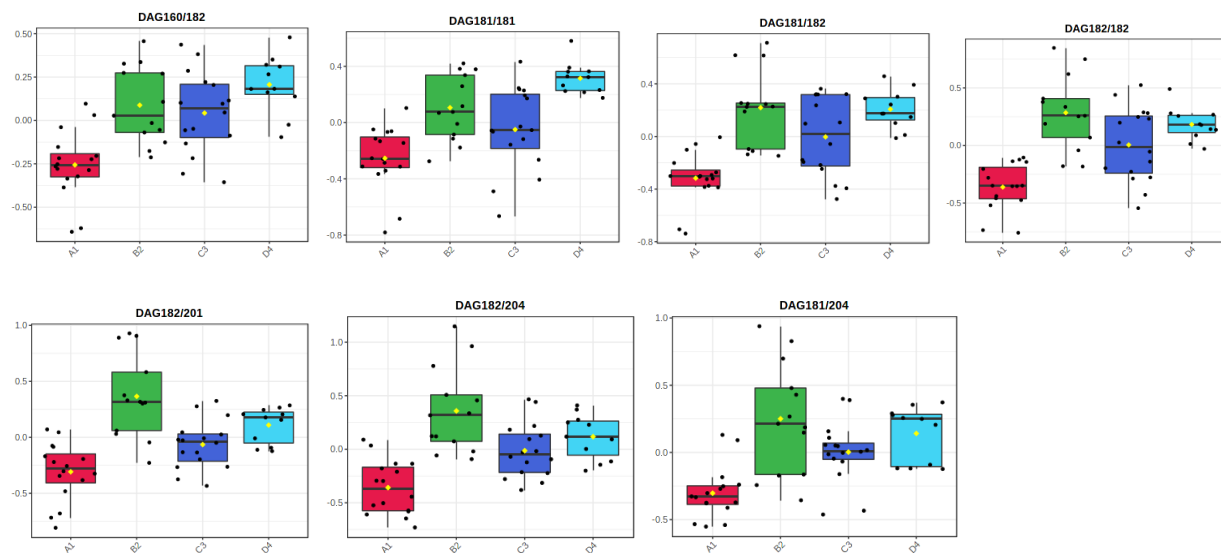 DAG160/182
0.50
0.25
0.00
-0.25
-0.50
A1
B2
C3
D4
DAG181/181
0.4
0.0
-0.4
-0.8
A1
B2
C3
D4
DAG181/182
0.4
0.0
-0.4
-0.8
A1
B2
C3
D4
DAG182/182
0.5
0.0
-0.5
A1
B2
C3
D4
DAG182/201
1.0
0.5
0.0
-0.5
A1
B2
C3
D4
DAG182/204
1.0
0.5
0.0
-0.5
A1
B2
C3
D4
DAG181/204
1.0
0.5
0.0
-0.5
A1
B2
C3
D4